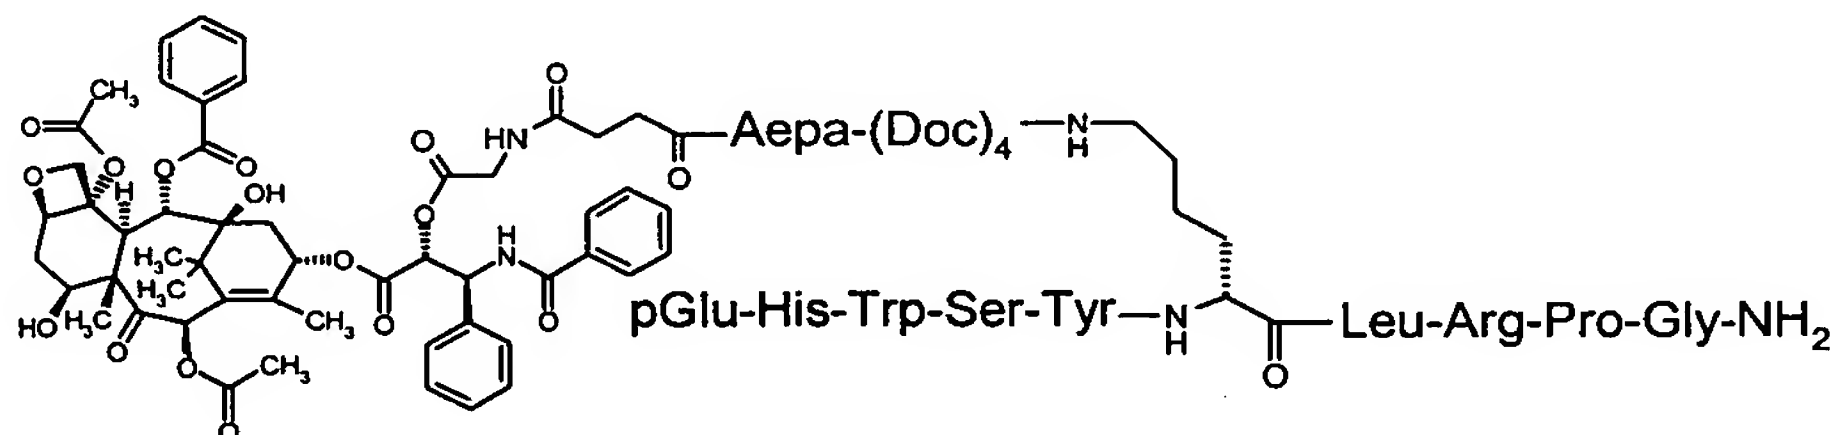 O
CH₃
O
HN
O
O
H
O
O
O
OH
O
Aepa-(Doc)₄
N
H
O
O
H₃C
H₃C
O
O
H
N
O
HO
H₃C
O
CH₃
O
CH₃
O
O
pGlu-His-Trp-Ser-Tyr
N
H
O
Leu-Arg-Pro-Gly-NH₂